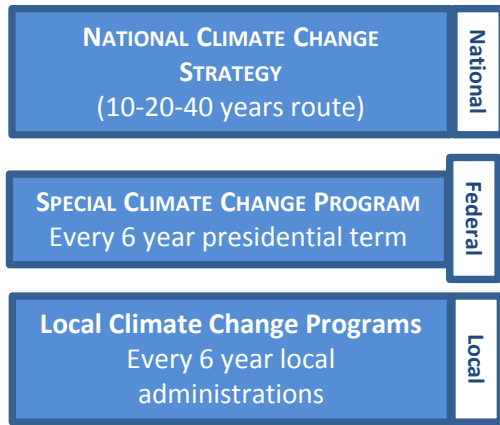 NATIONAL CLIMATE CHANGE
STRATEGY
(10-20-40 years route)
National
SPECIAL CLIMATE CHANGE PROGRAM
Every 6 year presidential term
Federal
Local Climate Change Programs
Every 6 year local
administrations
Local